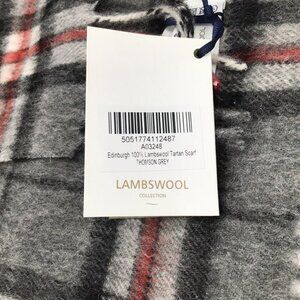 5051774112487
A03248
Edinburgh 100% Lambswool Tartan Scarf
THOMSON GREY
LAMBSWOOL
COLLECTION